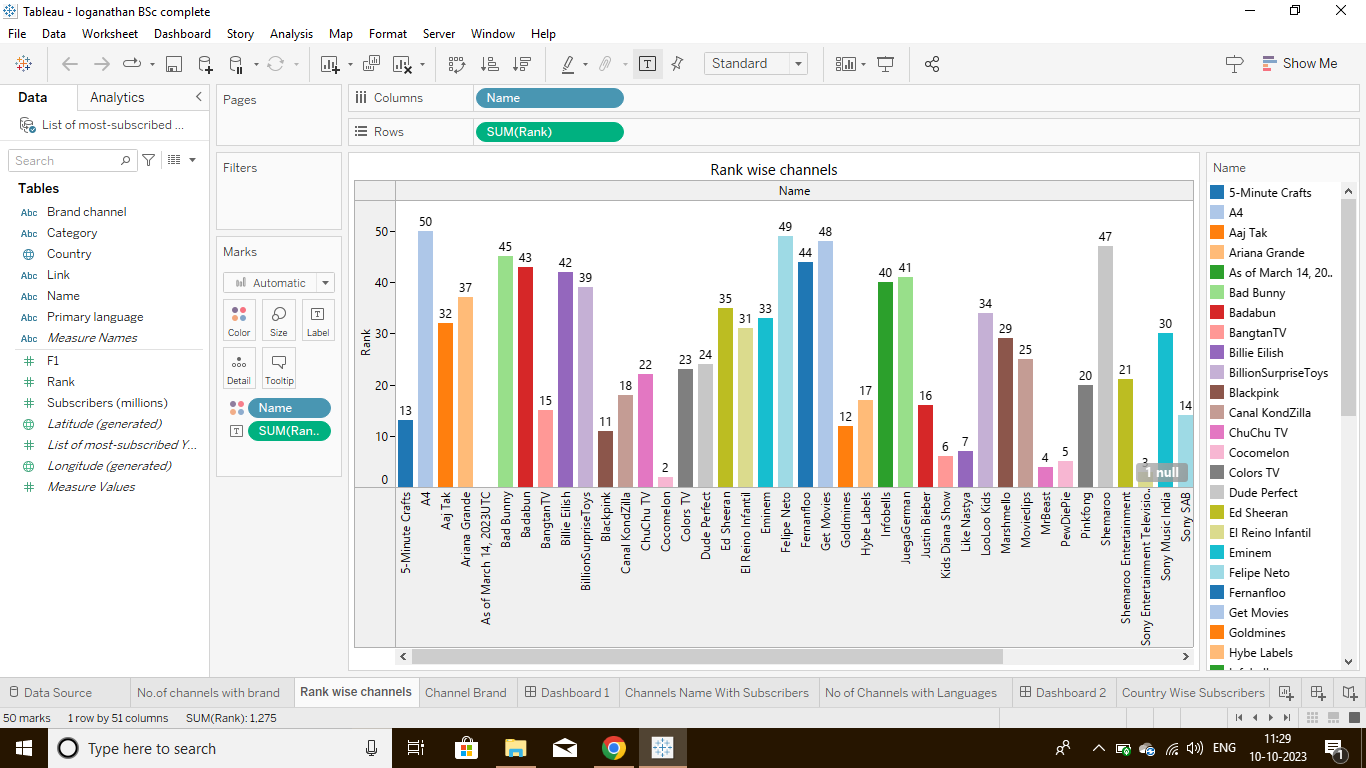 Tableau - loganathan BSc complete
File Data Worksheet Dashboard Story Analysis Map Format Server Window Help
Standard
Show Me
Data Analytics
List of most-subscribed ...
Search
Tables
Abc Brand channel
Abc Category
Country
Abc Link
Abc Name
Abc Primary language
Abc Measure Names
F1
Rank
Subscribers (millions)
Latitude (generated)
List of most-subscribed Y...
Longitude (generated)
Measure Values
Pages
Filters
Marks
Automatic
Color Size Label
Detail Tooltip
Name
SUM(Ran..
Columns Name
Rows SUM(Rank)
Rank wise channels
Name
Rank
50
40
30
20
10
0
13 50 32 37 45 43 15 42 39 11 18 22 2 23 24 35 31 33 49 44 48 12 17 40 41 16 6 7 34 29 25 4 5 20 47 21 3 30 14
1 null
5-Minute Crafts
A4
Aaj Tak
Ariana Grande
As of March 14, 2023UTC
Bad Bunny
Badabun
BangtanTV
Billie Eilish
BillionSurpriseToys
Blackpink
Canal KondZilla
ChuChu TV
Cocomelon
Colors TV
Dude Perfect
Ed Sheeran
El Reino Infantil
Eminem
Felipe Neto
Fernanfloo
Get Movies
Goldmines
Hybe Labels
Infobells
JuegaGerman
Justin Bieber
Kids Diana Show
Like Nastya
LooLoo Kids
Marshmello
Movieclips
MrBeast
PewDiePie
Pinkfong
Shemaroo
Shemaroo Entertainment
Sony Entertainment Televisio..
Sony Music India
Sony SAB
Name
5-Minute Crafts
A4
Aaj Tak
Ariana Grande
As of March 14, 20..
Bad Bunny
Badabun
BangtanTV
Billie Eilish
BillionSurpriseToys
Blackpink
Canal KondZilla
ChuChu TV
Cocomelon
Colors TV
Dude Perfect
Ed Sheeran
El Reino Infantil
Eminem
Felipe Neto
Fernanfloo
Get Movies
Goldmines
Hybe Labels
Data Source No.of channels with brand Rank wise channels Channel Brand Dashboard 1 Channels Name With Subscribers No of Channels with Languages Dashboard 2 Country Wise Subscribers
50 marks 1 row by 51 columns SUM(Rank): 1,275
Type here to search
ENG
11:29
10-10-2023
1